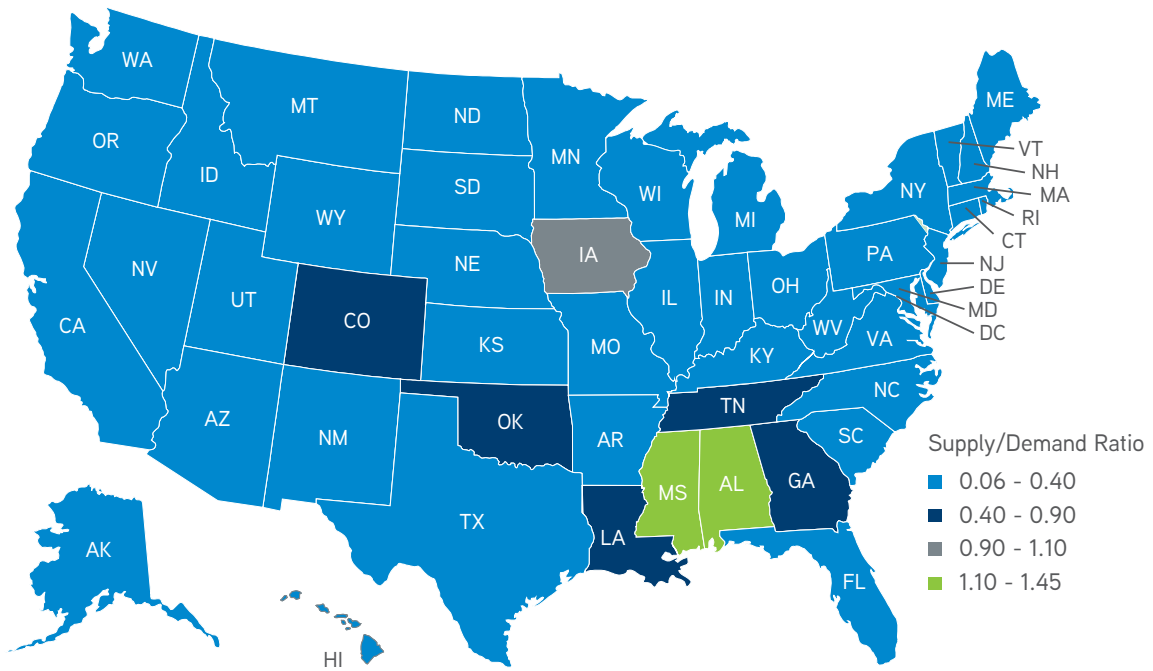 WA
MT
ND
ME
OR
MN
VT
ID
NH
SD
WI
NY
MA
WY
MI
RI
CT
NE
IA
PA
NV
NJ
OH
UT
IL
IN
DE
CO
MD
CA
WV
DC
KS
MO
VA
KY
NC
AZ
OK
TN
NM
AR
SC
Supply/Demand Ratio
GA
0.06 - 0.40
MS
AL
0.40 - 0.90
TX
LA
AK
0.90 - 1.10
FL
1.10 - 1.45
HI